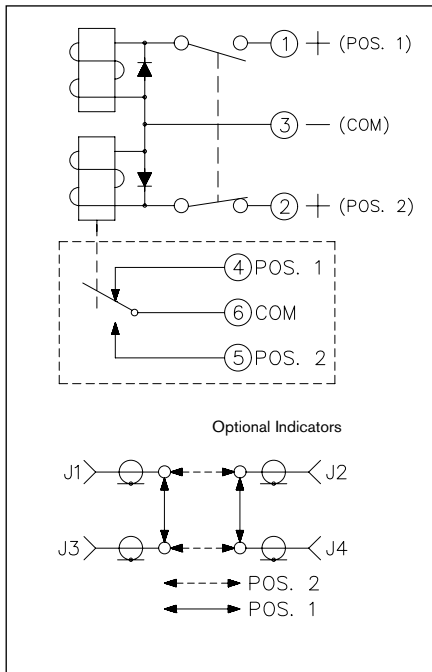 1 + (POS. 1)
3 — (COM)
2 + (POS. 2)
4 POS. 1
6 COM
5 POS. 2
Optional Indicators
J1 J2
J3 J4
POS. 2
POS. 1